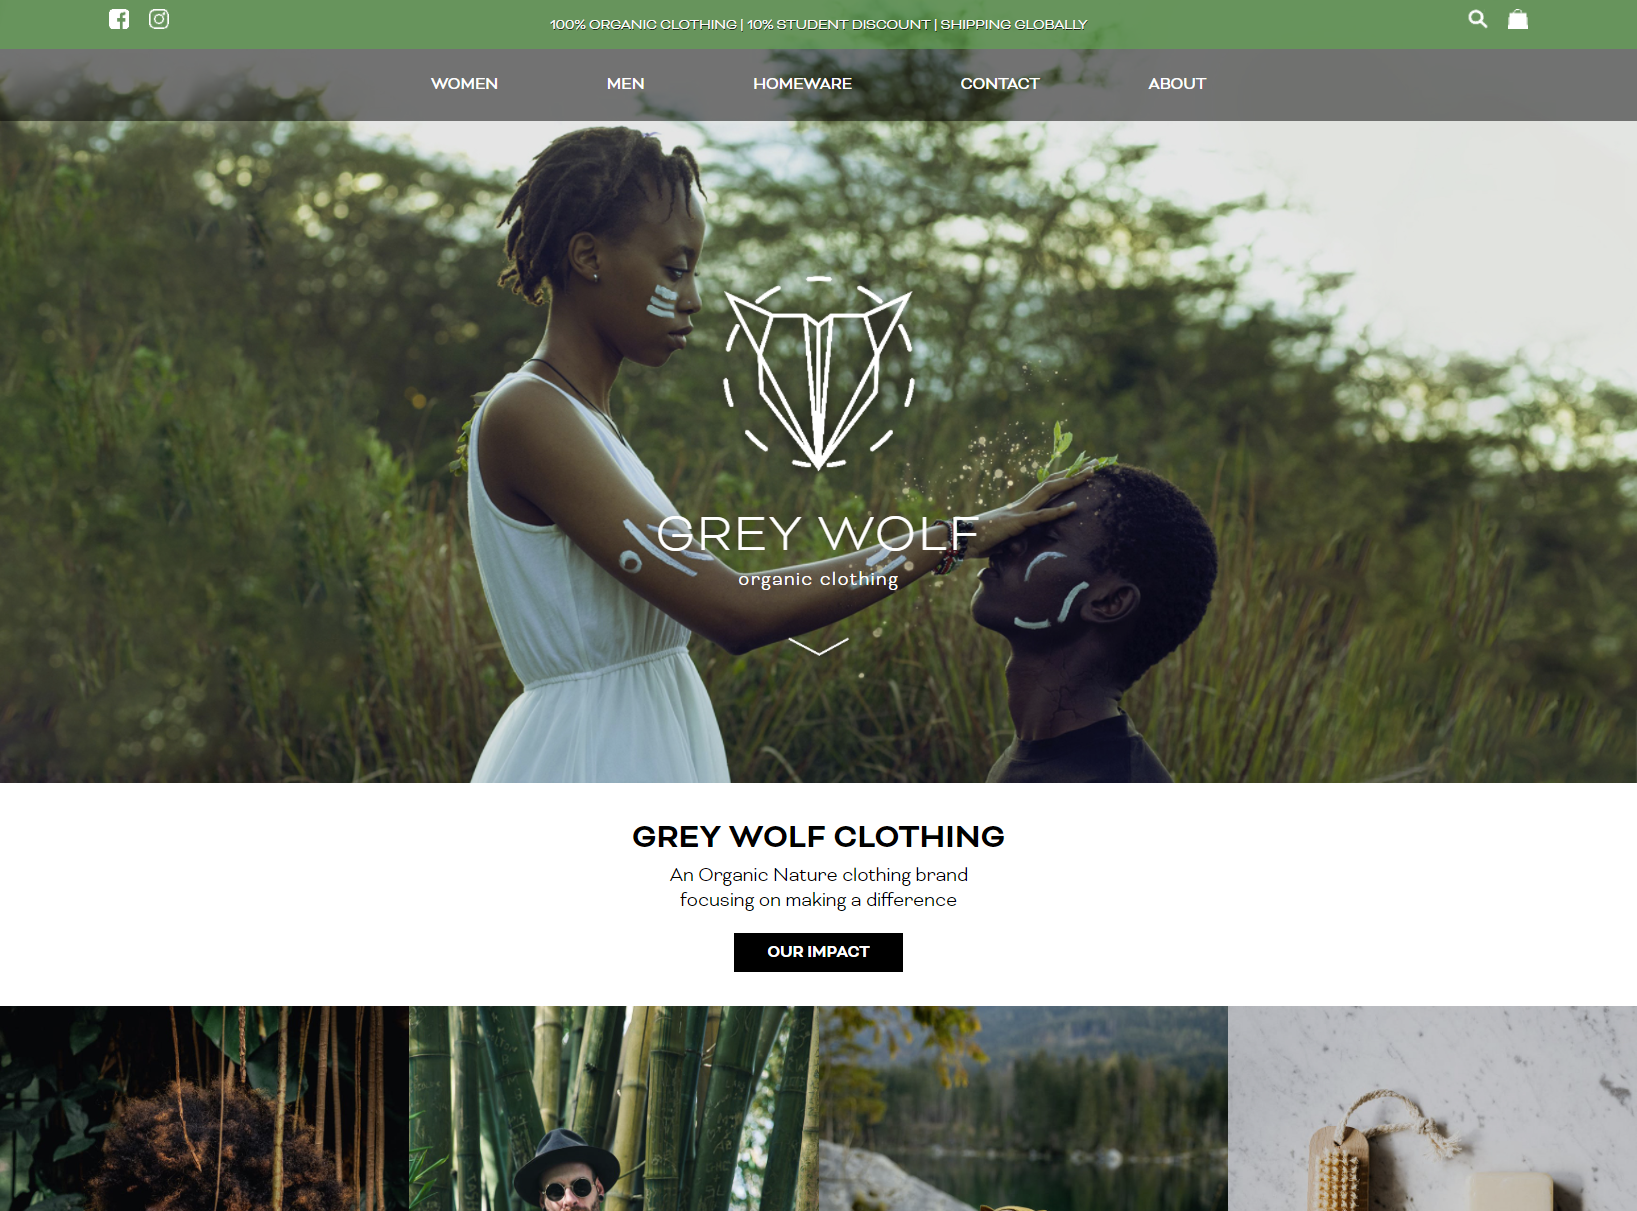 100% ORGANIC CLOTHING | 10% STUDENT DISCOUNT | SHIPPING GLOBALLY
WOMEN MEN HOMEWARE CONTACT ABOUT
GREY WOLF
organic clothing
GREY WOLF CLOTHING
An Organic Nature clothing brand
focusing on making a difference
OUR IMPACT